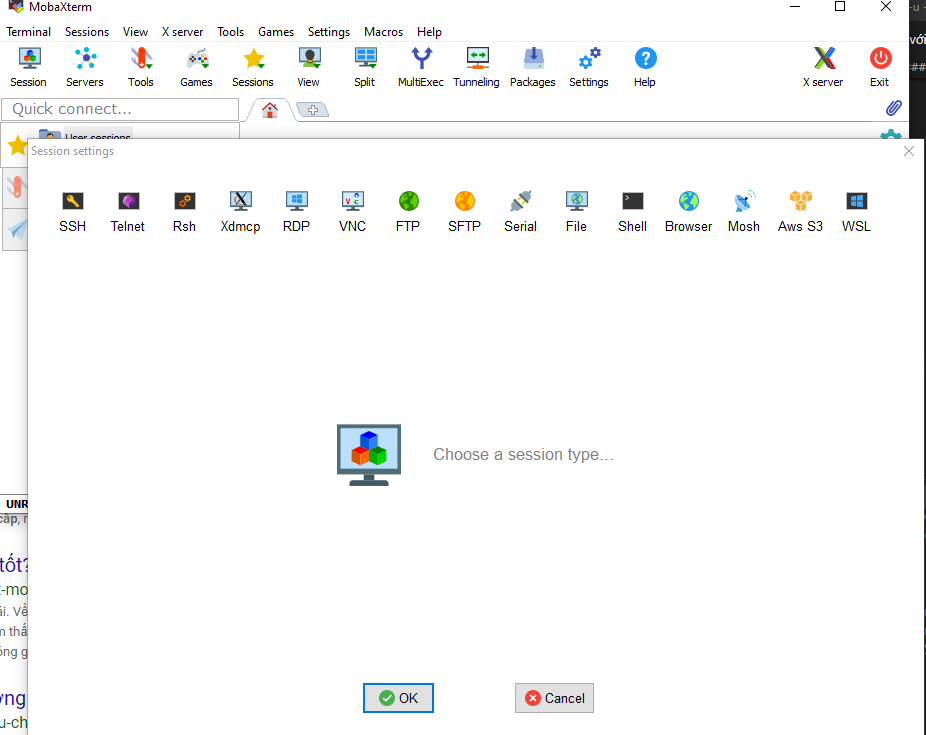 MobaXterm
Terminal Sessions View X server Tools Games Settings Macros Help
Session Servers Tools Games Sessions View Split MultiExec Tunneling Packages Settings Help X server Exit
Quick connect...
User sessions
Session settings
SSH Telnet Rsh Xdmcp RDP VNC FTP SFTP Serial File Shell Browser Mosh Aws S3 WSL
Choose a session type...
UNR
cấp,
tốt?
t-mo
ái. Về
m thấ
óng g
ợng
u-ch
OK Cancel
-u
với
##